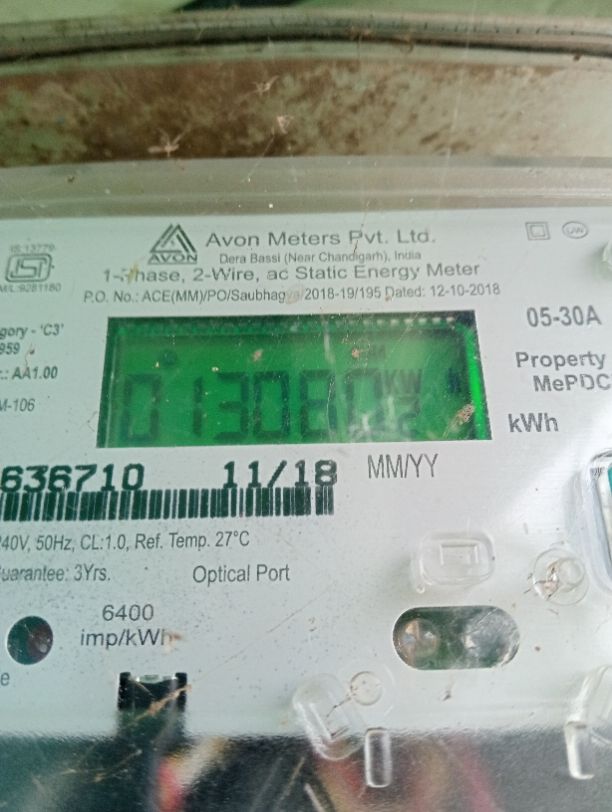 Avon Meters Pvt. Ltd.
AVON
Dera Bassi (Near Chandigarh), India
1-Phase, 2-Wire, ac Static Energy Meter
P.O. No.: ACE(MM)/PO/Saubhagya/2018-19/195 Dated: 12-10-2018
IS:13779
ISI
M/L:9281180
gory - 'C3'
959
.: AA1.00
M-106
05-30A
Property
MePDC
kWh
013080
KW
636710 11/18 MM/YY
240V, 50Hz, CL:1.0, Ref. Temp. 27°C
uarantee: 3Yrs. Optical Port
6400
imp/kWh
e